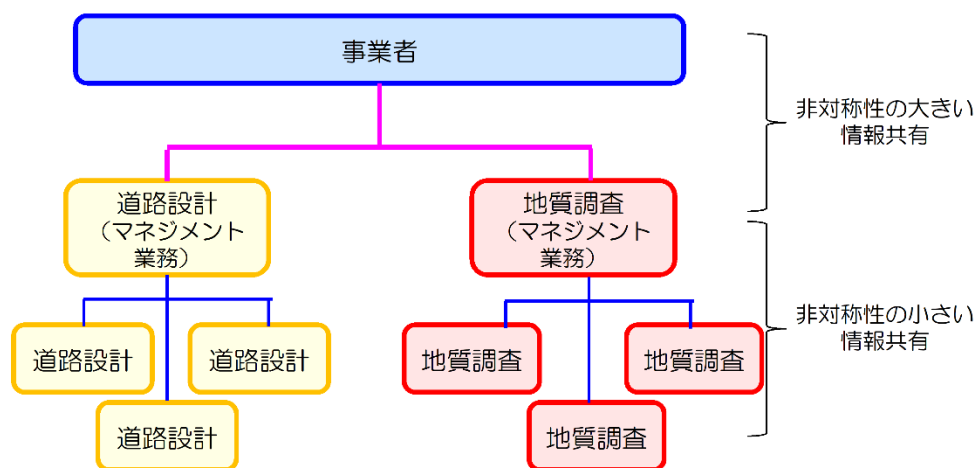 事業者
非対称性の大きい
情報共有
道路設計
（マネジメント
業務）
地質調査
（マネジメント
業務）
非対称性の小さい
情報共有
道路設計
道路設計
地質調査
地質調査
道路設計
地質調査